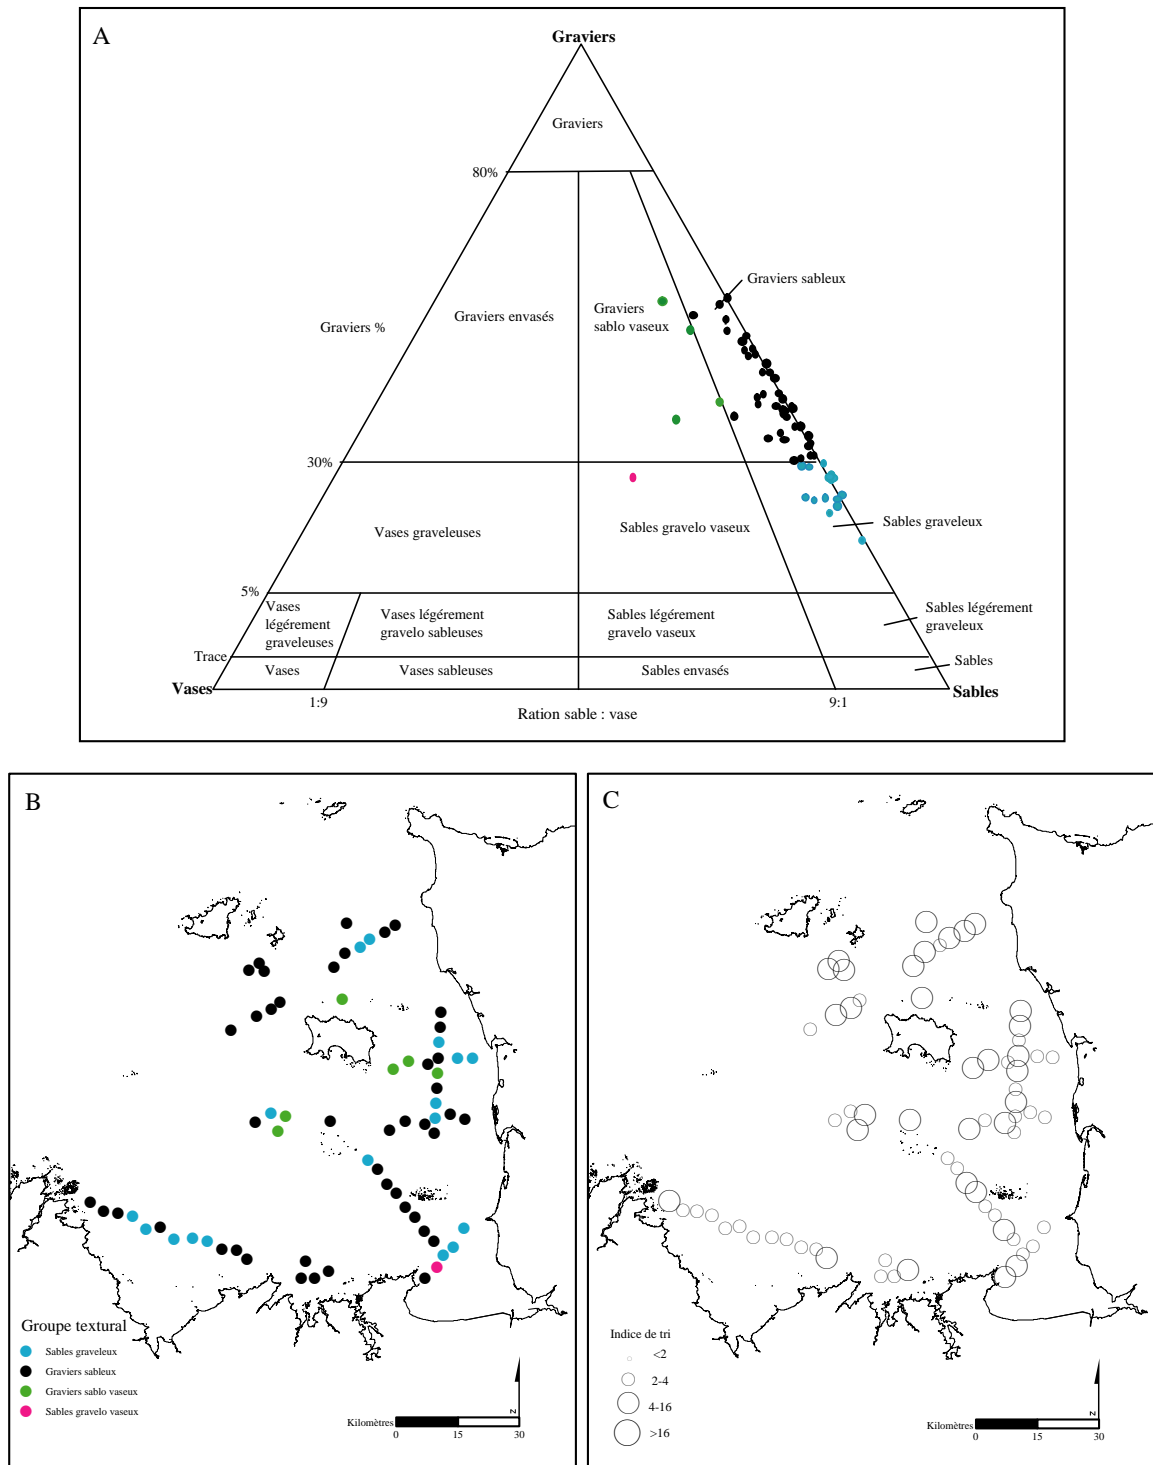 A
Graviers
Graviers
80%
Graviers sableux
Graviers %
Graviers envasés
Graviers
sablo vaseux
30%
Vases graveleuses
Sables gravelo vaseux
Sables graveleux
5%
Vases
légérement
graveleuses
Vases légérement
gravelo sableuses
Sables légérement
gravelo vaseux
Sables légérement
graveleux
Trace
Vases
Vases sableuses
Sables envasés
Sables
Vases
Sables
1:9
9:1
Ration sable : vase
B
Groupe textural
Sables graveleux
Graviers sableux
Graviers sablo vaseux
Sables gravelo vaseux
Z
Kilomètres
0 15 30
C
Indice de tri
<2
2-4
4-16
>16
Z
Kilomètres
0 15 30